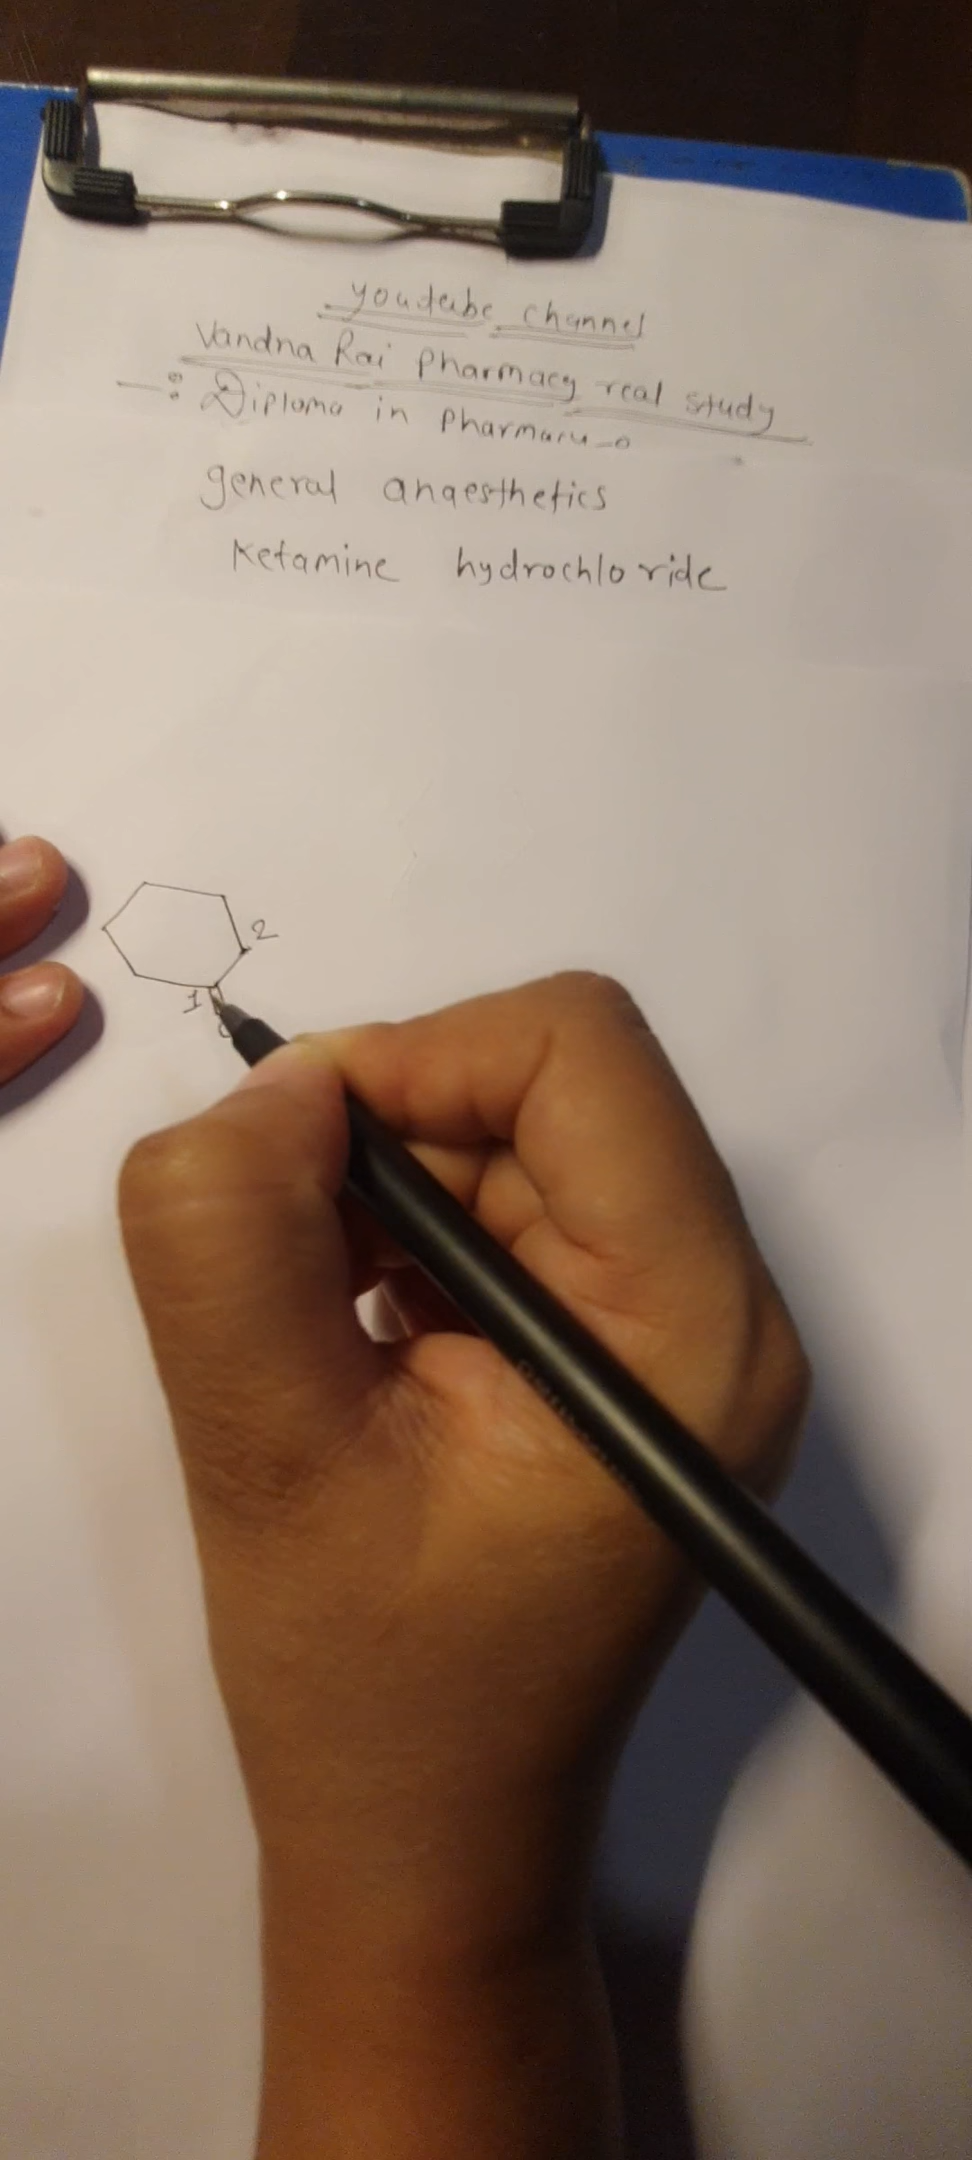 youtube channel
Vandna Rai Pharmacy real study
Diploma in Pharmacy
general anaesthetics
Ketamine hydrochloride
2
1